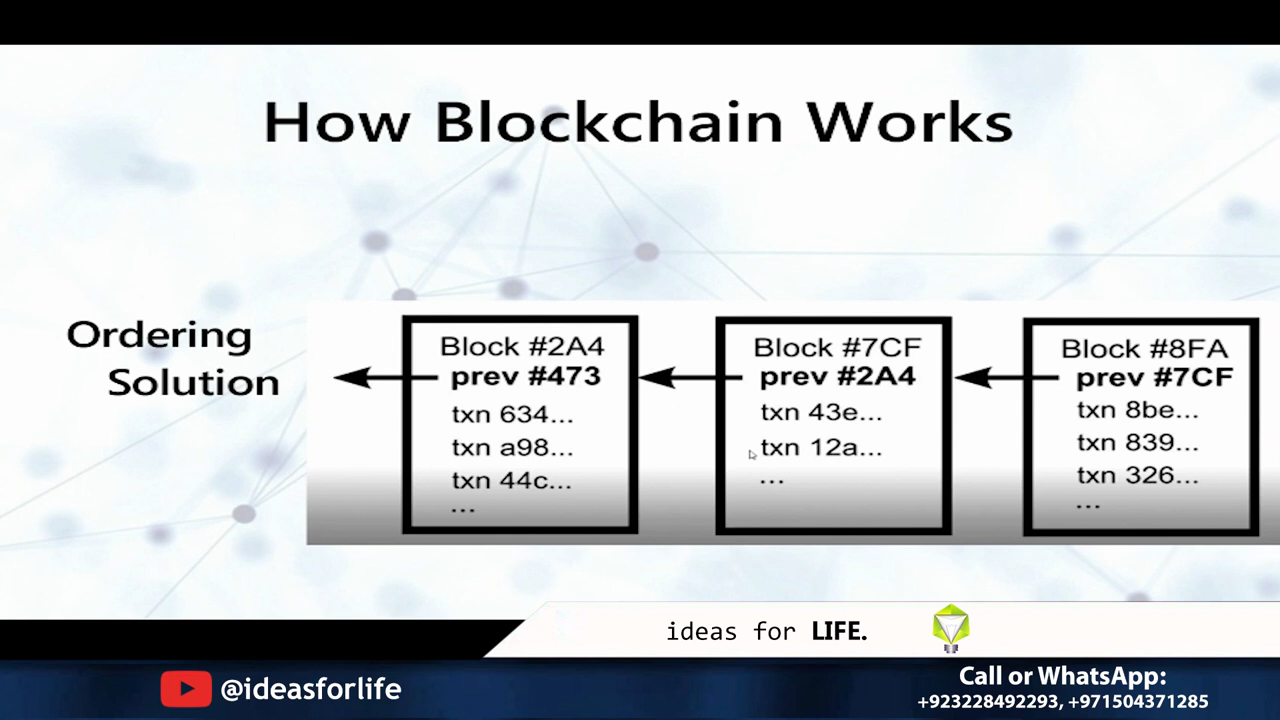 How Blockchain Works
Ordering
Solution
Block #2A4
prev #473
txn 634...
txn a98...
txn 44c...
...
Block #7CF
prev #2A4
txn 43e...
txn 12a...
...
Block #8FA
prev #7CF
txn 8be...
txn 839...
txn 326...
...
ideas for LIFE.
@ideasforlife
Call or WhatsApp:
+923228492293, +971504371285